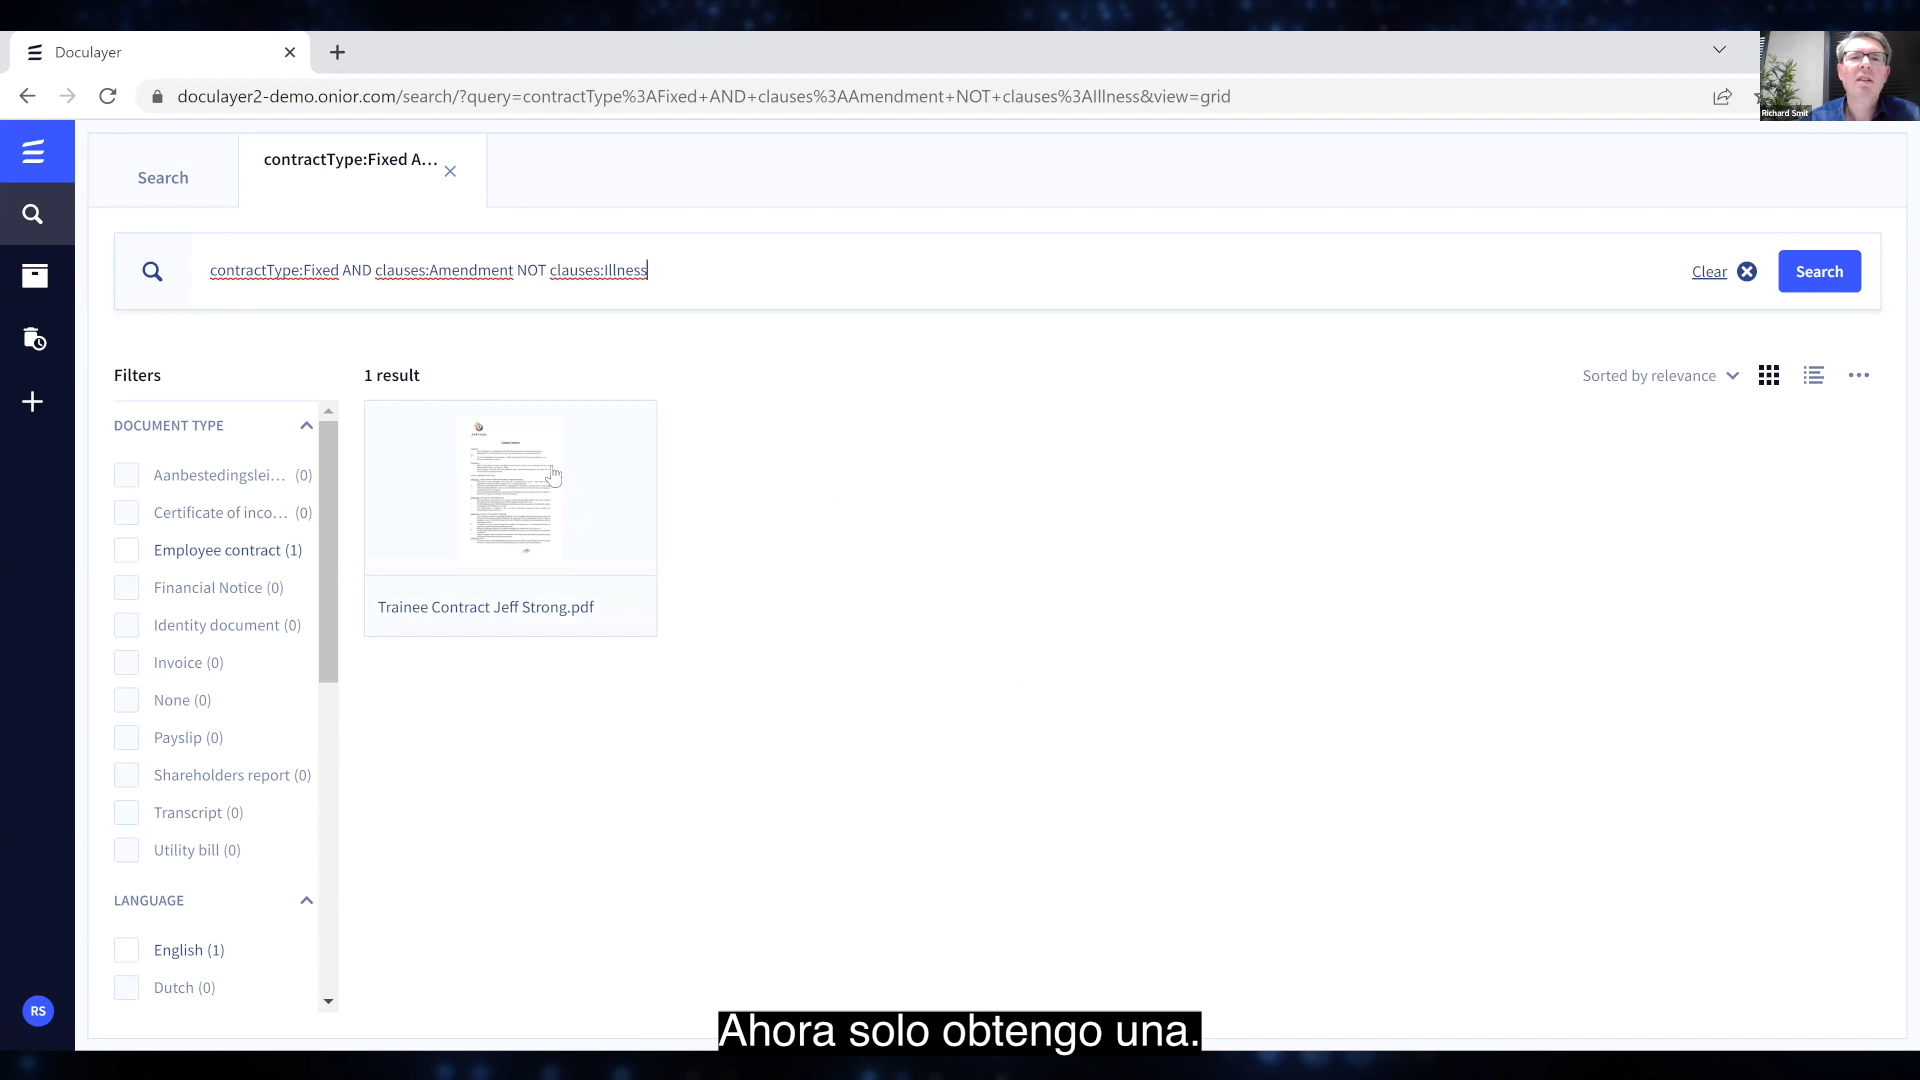 Doculayer
doculayer2-demo.onior.com/search/?query=contractType%3AFixed+AND+clauses%3AAmendment+NOT+clauses%3AIllness&view=grid
Richard Smit
Search
contractType:Fixed A...
contractType:Fixed AND clauses:Amendment NOT clauses:Illness
Clear
Search
Filters
1 result
Sorted by relevance
DOCUMENT TYPE
Aanbestedingslei... (0)
Certificate of inco... (0)
Employee contract (1)
Financial Notice (0)
Identity document (0)
Invoice (0)
None (0)
Payslip (0)
Shareholders report (0)
Transcript (0)
Utility bill (0)
Trainee Contract Jeff Strong.pdf
LANGUAGE
English (1)
Dutch (0)
RS
Ahora solo obtengo una.